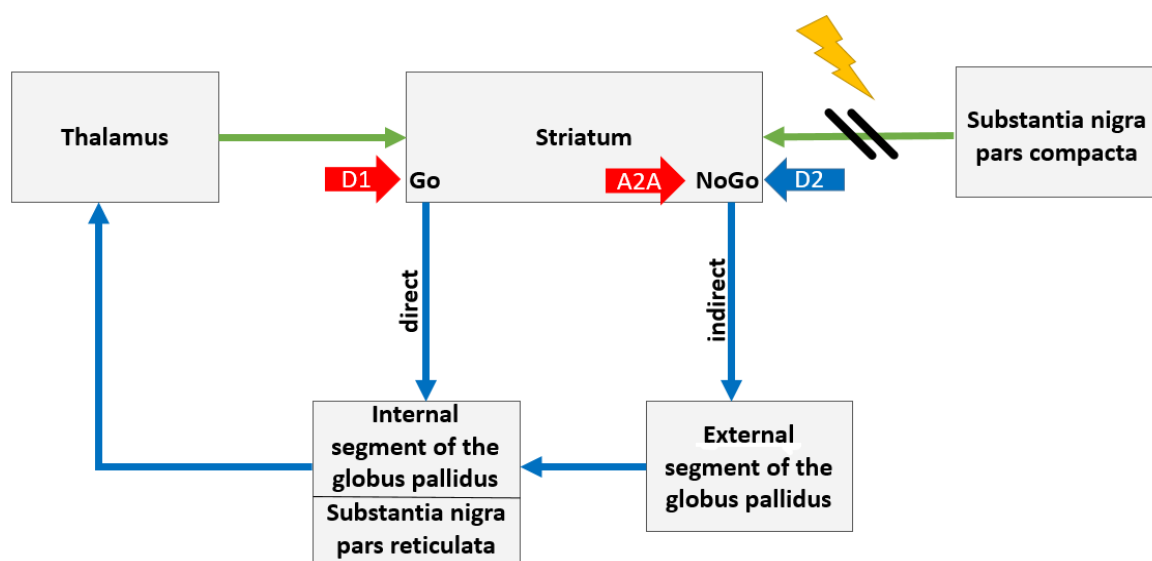 Thalamus
Striatum
Substantia nigra
pars compacta
D1
Go
A2A
NoGo
D2
direct
indirect
Internal
segment of the
globus pallidus
Substantia nigra
pars reticulata
External
segment of the
globus pallidus